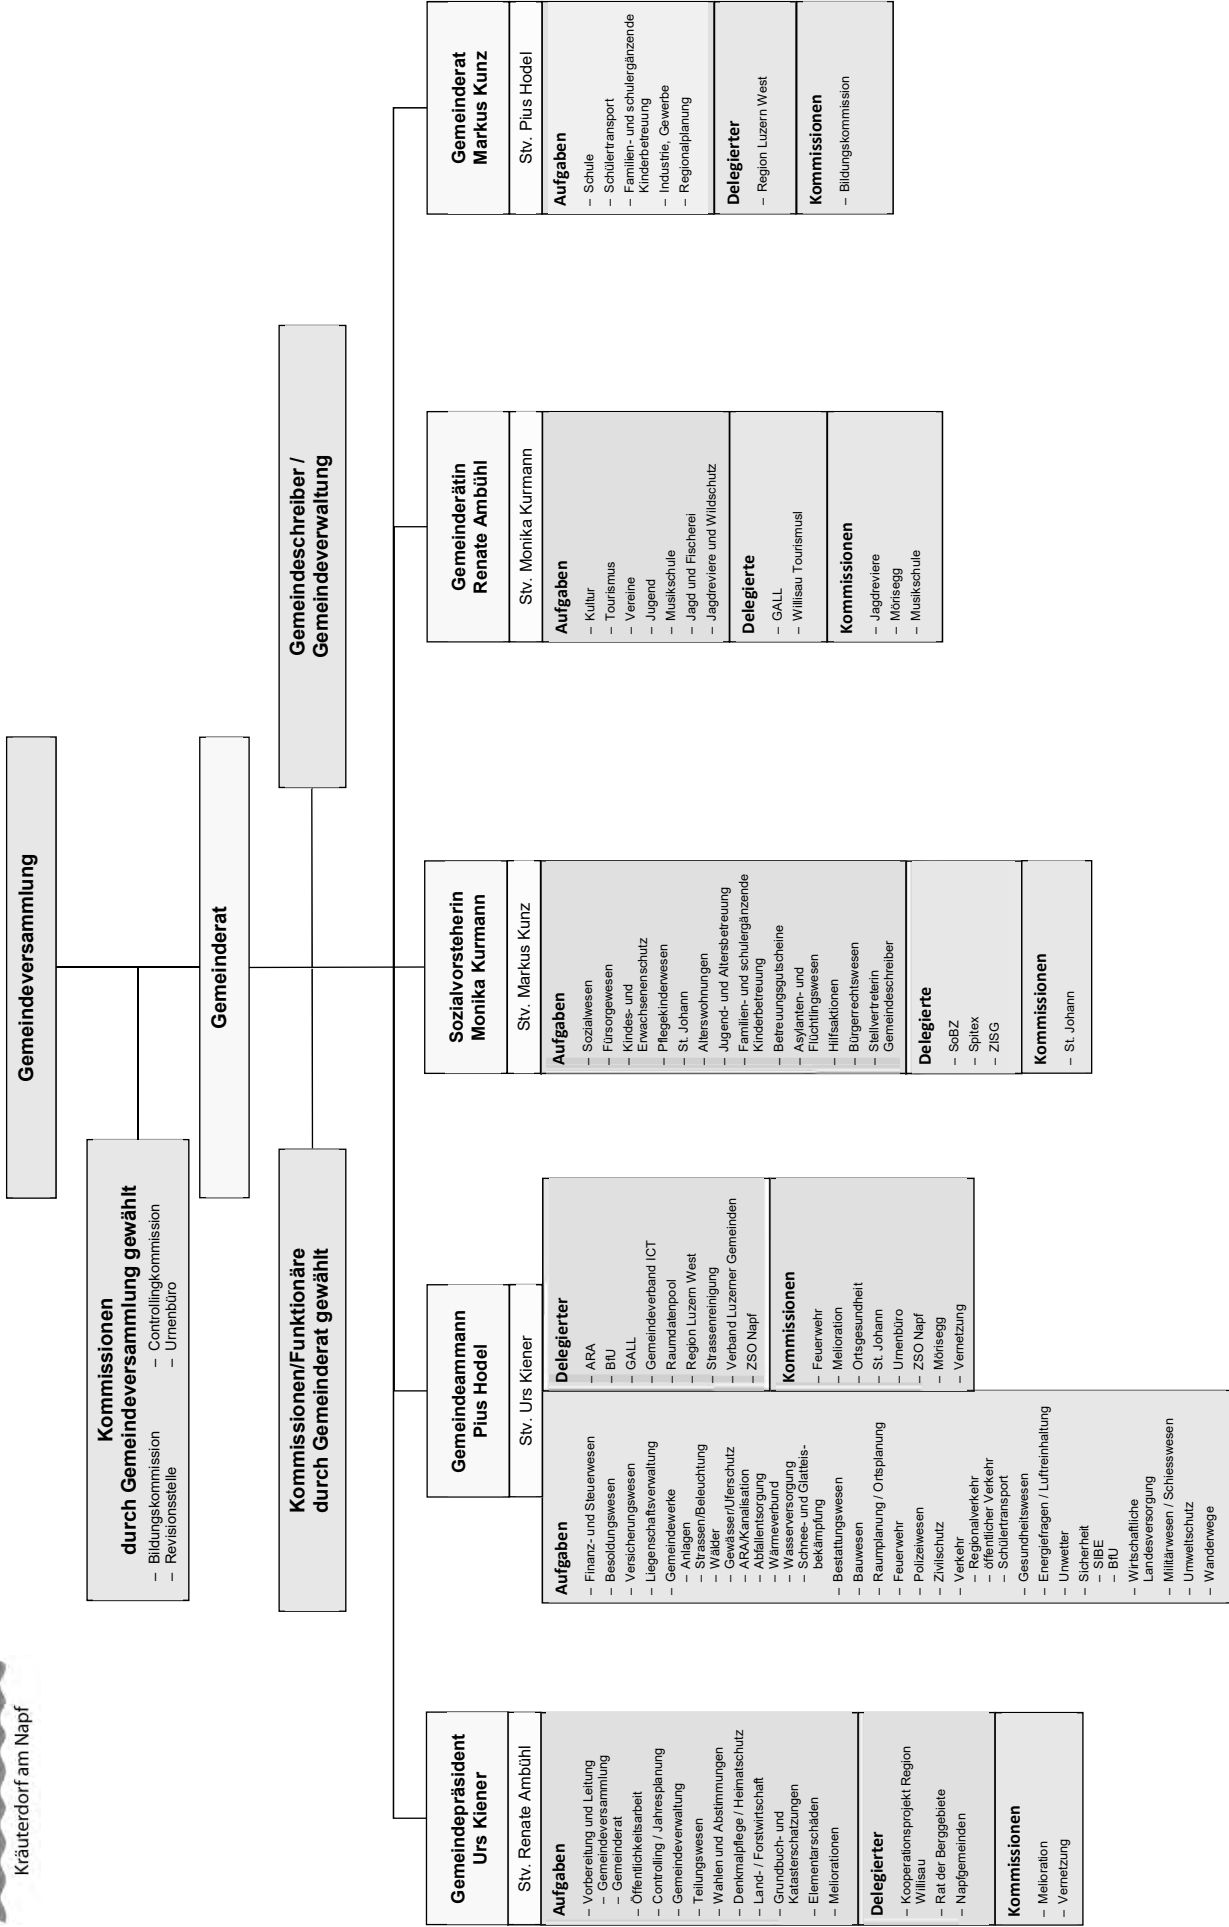 Kräuterdorf am Napf
Gemeindeversammlung
Kommissionen
durch Gemeindeversammlung gewählt
– Bildungskommission – Controllingkommission
– Revisionsstelle – Urnenbüro
Gemeinderat
Kommissionen/Funktionäre
durch Gemeinderat gewählt
Gemeindeschreiber /
Gemeindeverwaltung
Gemeindepräsident
Urs Kiener
Stv. Renate Ambühl
Aufgaben
– Vorbereitung und Leitung
– Gemeindeversammlung
– Gemeinderat
– Öffentlichkeitsarbeit
– Controlling / Jahresplanung
– Gemeindeverwaltung
– Teilungswesen
– Wahlen und Abstimmungen
– Denkmalpflege / Heimatschutz
– Land- / Forstwirtschaft
– Grundbuch- und
Katasterschatzungen
– Elementarschäden
– Meliorationen
Delegierter
– Kooperationsprojekt Region
Willisau
– Rat der Berggebiete
– Napfgemeinden
Kommissionen
– Melioration
– Vernetzung
Gemeindeammann
Pius Hodel
Stv. Urs Kiener
Aufgaben
– Finanz- und Steuerwesen
– Besoldungswesen
– Versicherungswesen
– Liegenschaftsverwaltung
– Gemeindewerke
– Anlagen
– Strassen/Beleuchtung
– Wälder
– Gewässer/Uferschutz
– ARA/Kanalisation
– Abfallentsorgung
– Wärmeverbund
– Wasserversorgung
– Schnee- und Glatteis-
bekämpfung
– Bestattungswesen
– Bauwesen
– Raumplanung / Ortsplanung
– Feuerwehr
– Polizeiwesen
– Zivilschutz
– Verkehr
– Regionalverkehr
– öffentlicher Verkehr
– Schülertransport
– Gesundheitswesen
– Energiefragen / Luftreinhaltung
– Unwetter
– Sicherheit
– SIBE
– BfU
– Wirtschaftliche
Landesversorgung
– Militärwesen / Schiesswesen
– Umweltschutz
– Wanderwege
Delegierter
– ARA
– BfU
– GALL
– Gemeindeverband ICT
– Raumdatenpool
– Region Luzern West
– Strassenreinigung
– Verband Luzerner Gemeinden
– ZSO Napf
Kommissionen
– Feuerwehr
– Melioration
– Ortsgesundheit
– St. Johann
– Urnenbüro
– ZSO Napf
– Mörisegg
– Vernetzung
Sozialvorsteherin
Monika Kurmann
Stv. Markus Kunz
Aufgaben
– Sozialwesen
– Fürsorgewesen
– Kindes- und
Erwachsenenschutz
– Pflegekinderwesen
– St. Johann
– Alterswohnungen
– Jugend- und Altersbetreuung
– Familien- und schulergänzende
Kinderbetreuung
– Betreuungsgutscheine
– Asylanten- und
Flüchtlingswesen
– Hilfsaktionen
– Bürgerrechtswesen
– Stellvertreterin
Gemeindeschreiber
Delegierte
– SoBZ
– Spitex
– ZISG
Kommissionen
– St. Johann
Gemeinderätin
Renate Ambühl
Stv. Monika Kurmann
Aufgaben
– Kultur
– Tourismus
– Vereine
– Jugend
– Musikschule
– Jagd und Fischerei
– Jagdreviere und Wildschutz
Delegierte
– GALL
– Willisau Tourismusl
Kommissionen
– Jagdreviere
– Mörisegg
– Musikschule
Gemeinderat
Markus Kunz
Stv. Pius Hodel
Aufgaben
– Schule
– Schülertransport
– Familien- und schulergänzende
Kinderbetreuung
– Industrie, Gewerbe
– Regionalplanung
Delegierter
– Region Luzern West
Kommissionen
– Bildungskommission